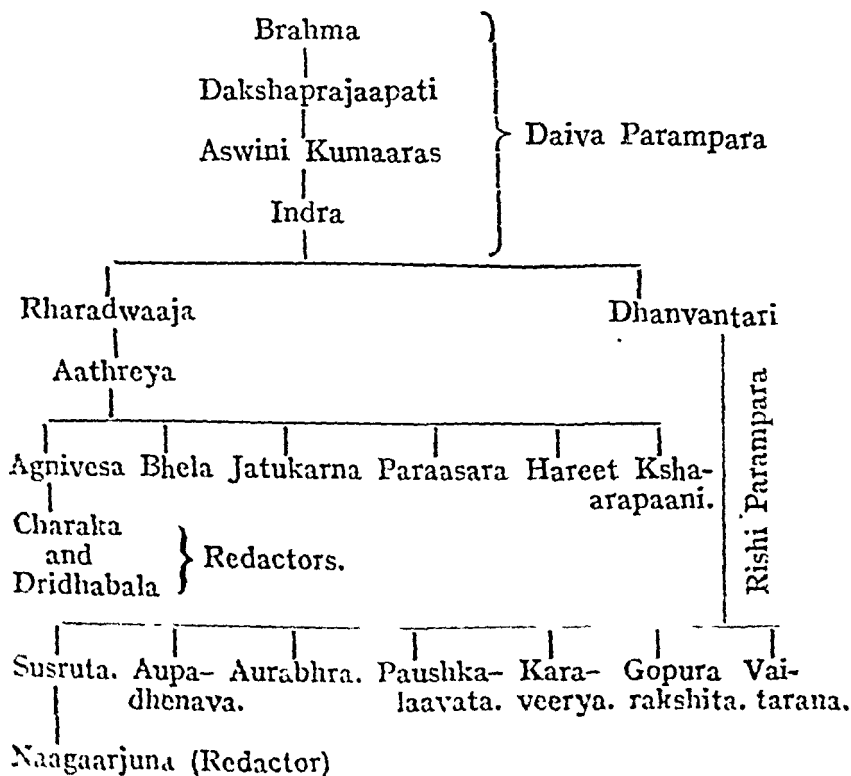 Brahma
Dakshaprajaapati
Aswini Kumaaras
Indra
Daiva Parampara
Rharadwaaja
Dhanvantari
Aathreya
Rishi Parampara
Agnivesa Bhela Jatukarna Paraasara Hareet Ksha-
arapaani.
Charaka
and
Dridhabala
Redactors.
Susruta. Aupa- Aurabhra. Paushka- Kara- Gopura Vai-
dhenava. laavata. veerya. rakshita. tarana.
Naagaarjuna (Redactor)